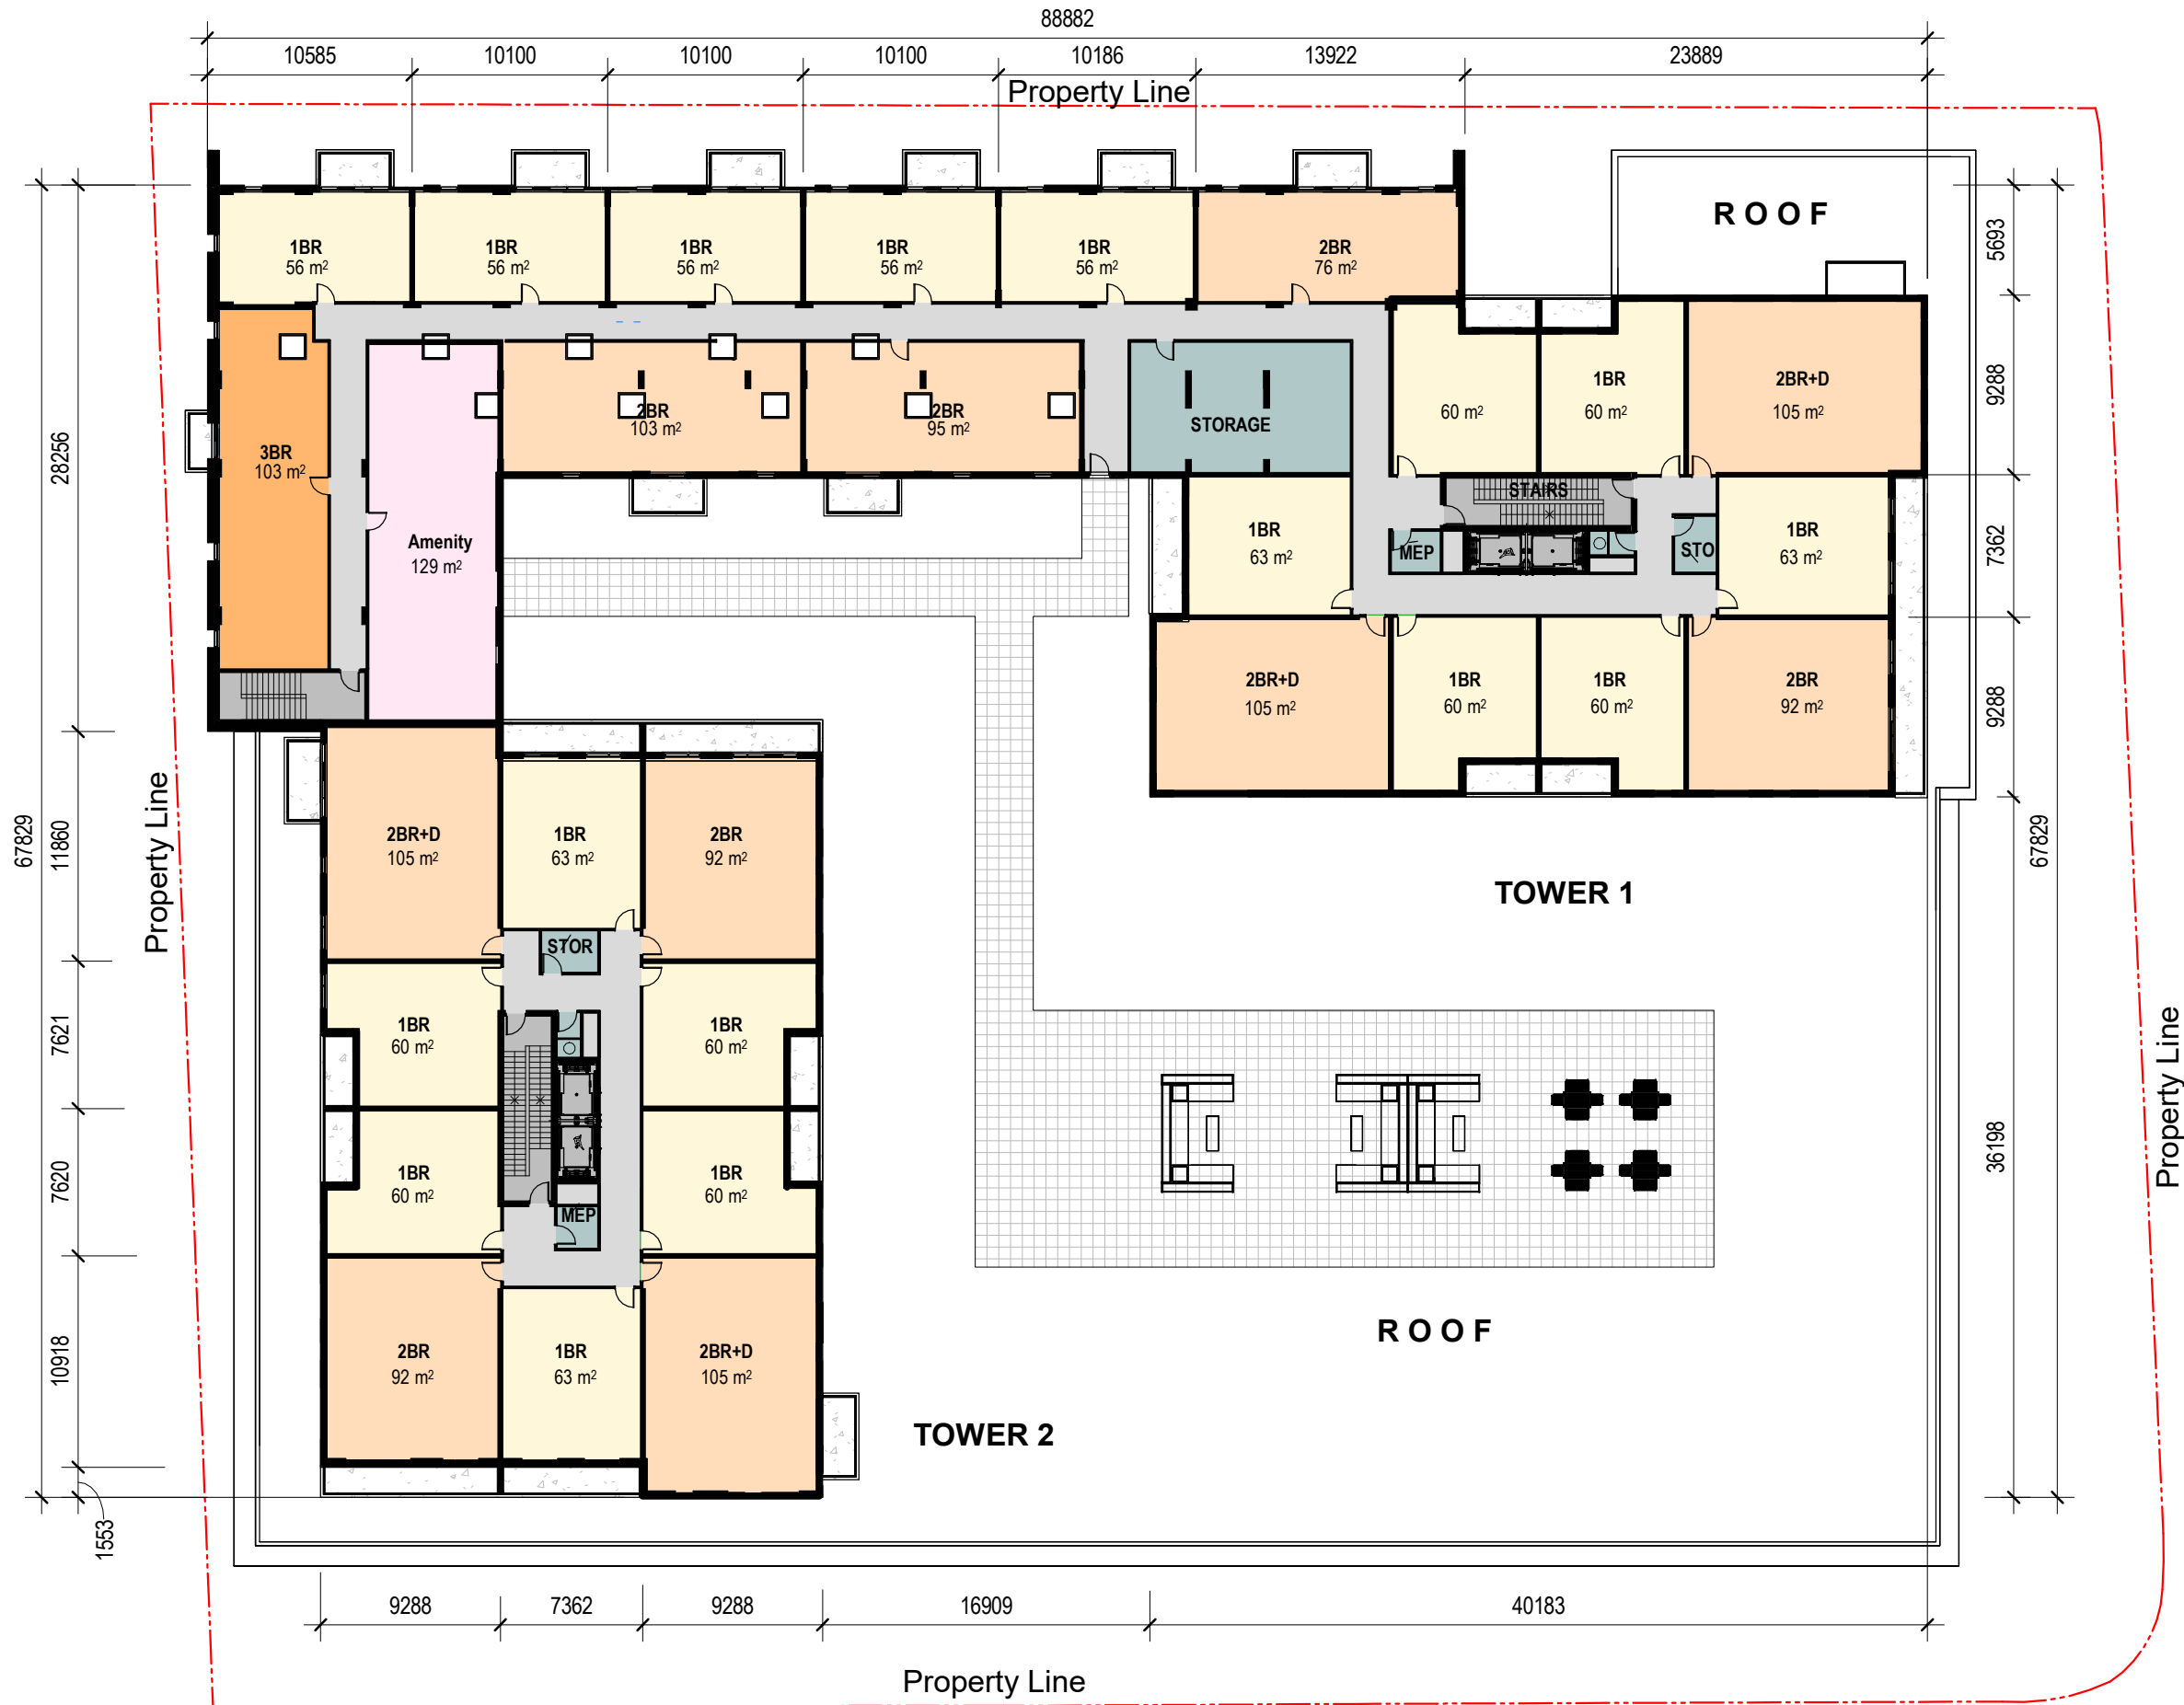 88882
10585
10100
10100
10100
10186
13922
23889
Property Line
ROOF
1BR
56 m²
1BR
56 m²
1BR
56 m²
1BR
56 m²
1BR
56 m²
2BR
76 m²
5693
28256
3BR
103 m²
Amenity
129 m²
2BR
103 m²
2BR
95 m²
STORAGE
60 m²
1BR
60 m²
2BR+D
105 m²
9288
STAIRS
1BR
63 m²
MEP
STO
1BR
63 m²
7362
2BR+D
105 m²
1BR
60 m²
1BR
60 m²
2BR
92 m²
9288
67829
11860
Property Line
2BR+D
105 m²
1BR
63 m²
2BR
92 m²
TOWER 1
67829
STOR
7621
1BR
60 m²
1BR
60 m²
Property Line
7620
1BR
60 m²
1BR
60 m²
MEP
36198
ROOF
10918
2BR
92 m²
1BR
63 m²
2BR+D
105 m²
TOWER 2
1553
9288
7362
9288
16909
40183
Property Line